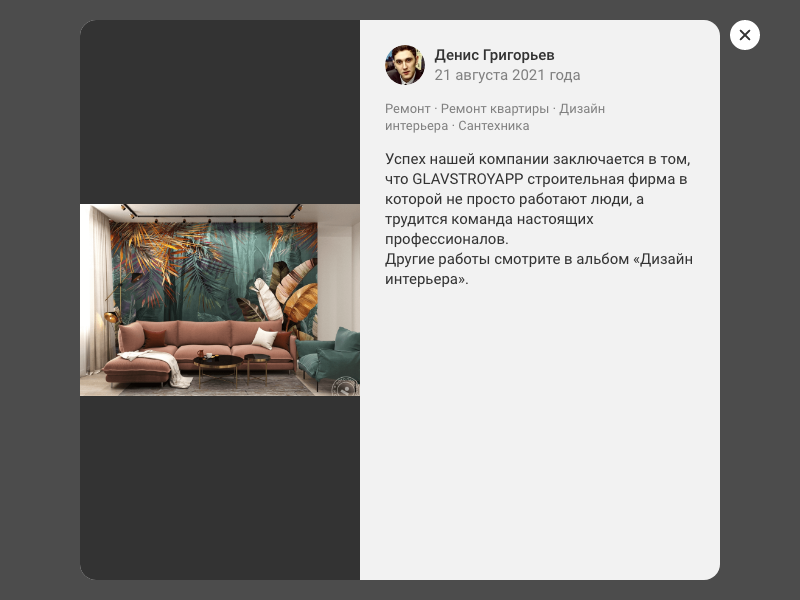 Денис Григорьев
21 августа 2021 года
Ремонт · Ремонт квартиры · Дизайн
интерьера · Сантехника
Успех нашей компании заключается в том,
что GLAVSTROYAPP строительная фирма в
которой не просто работают люди, а
трудится команда настоящих
профессионалов.
Другие работы смотрите в альбом «Дизайн
интерьера».